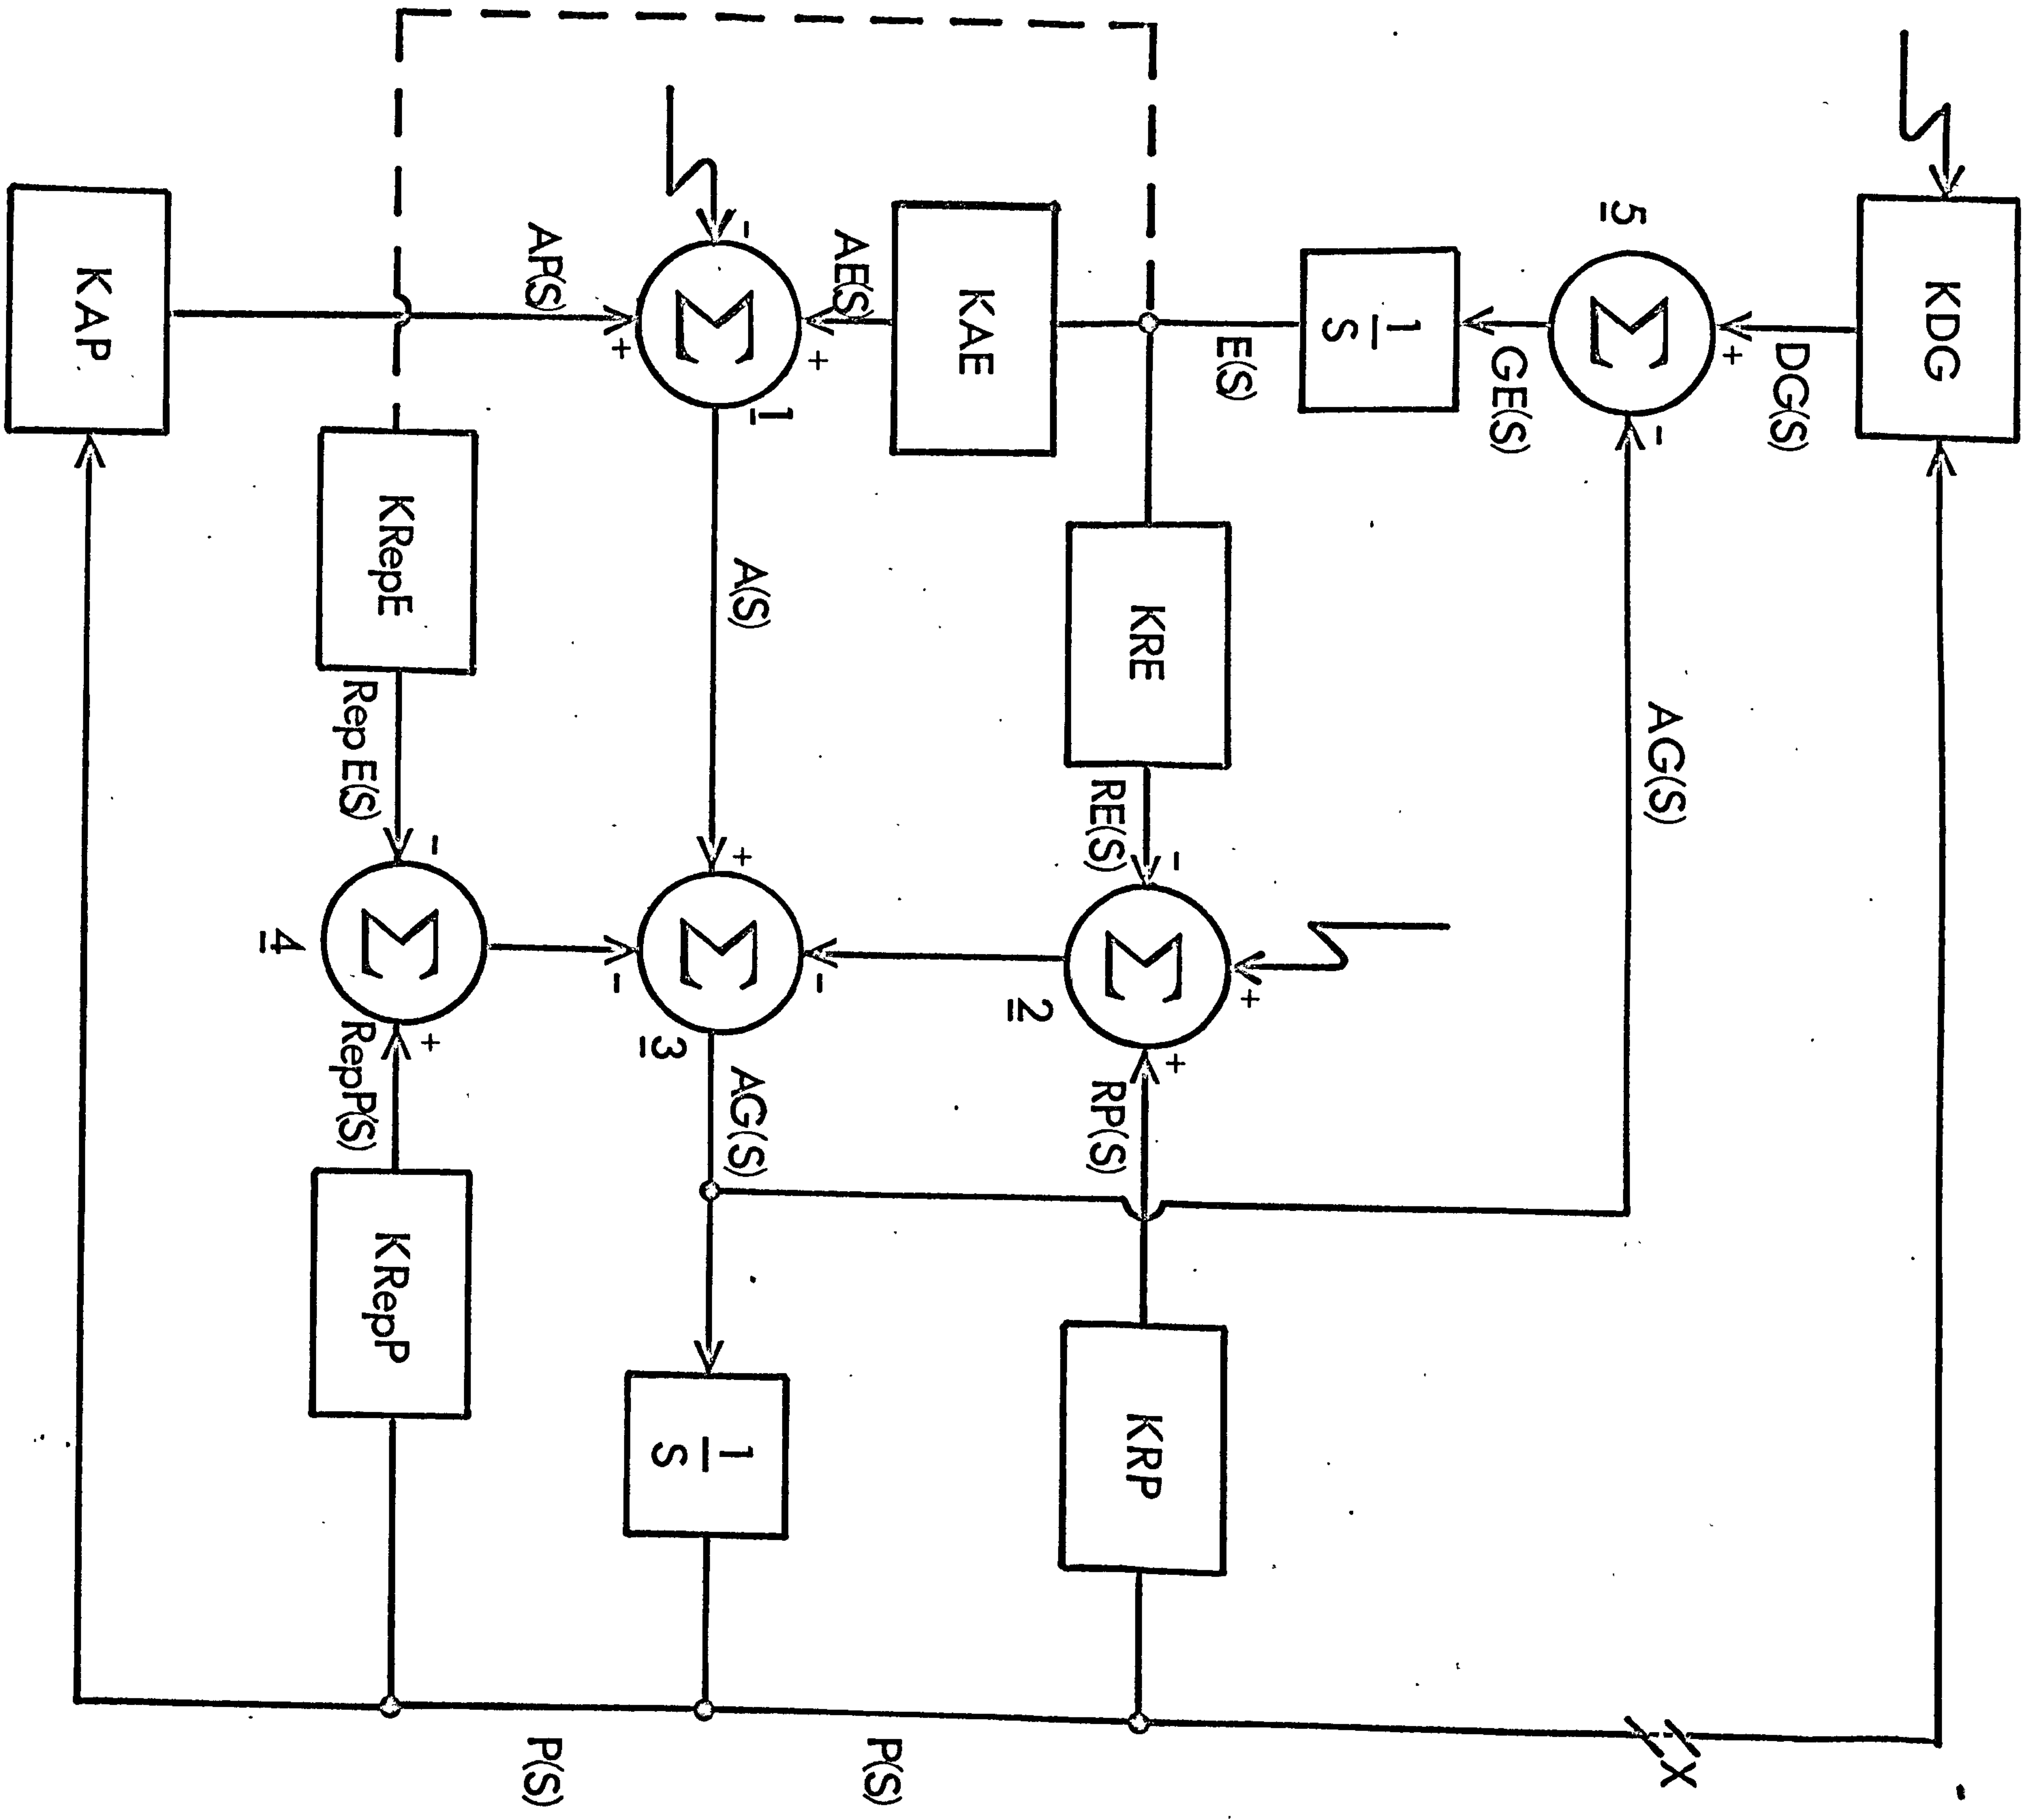 KDG
DG(S)
+
X
AG(S)
-
Σ
5
GE(S)
1
S
E(S)
+
KRE
RE(S)
-
Σ
+
RP(S)
KRP
2
KAE
AE(S)
P(S)
+
-
1
-
Σ
A(S)
+
Σ
AG(S)
1
S
3
+
-
AP(S)
P(S)
KRepE
RepE(S)
-
Σ
+
RepP(S)
KRepP
4
KAP